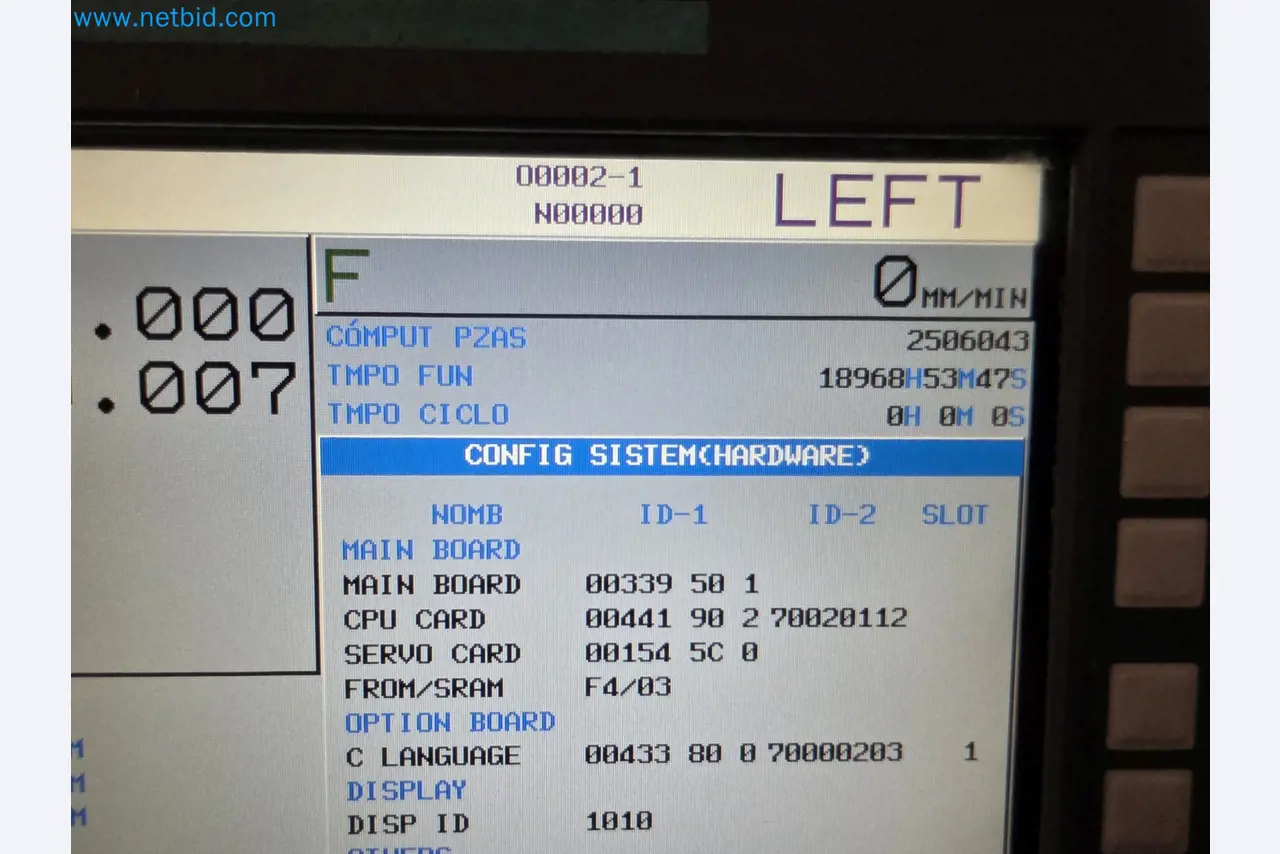 www.netbid.com
O0002-1
N00000
LEFT
F 0MM/MIN
.000
.007
CÓMPUT PZAS 2506043
TMPO FUN 18968H53M47S
TMPO CICLO 0H 0M 0S
CONFIG SISTEM(HARDWARE)
NOMB ID-1 ID-2 SLOT
MAIN BOARD
MAIN BOARD 00339 50 1
CPU CARD 00441 90 2 70020112
SERVO CARD 00154 5C 0
FROM/SRAM F4/03
OPTION BOARD
C LANGUAGE 00433 80 0 70000203 1
DISPLAY
DISP ID 1010
OTHERS
M
M
M